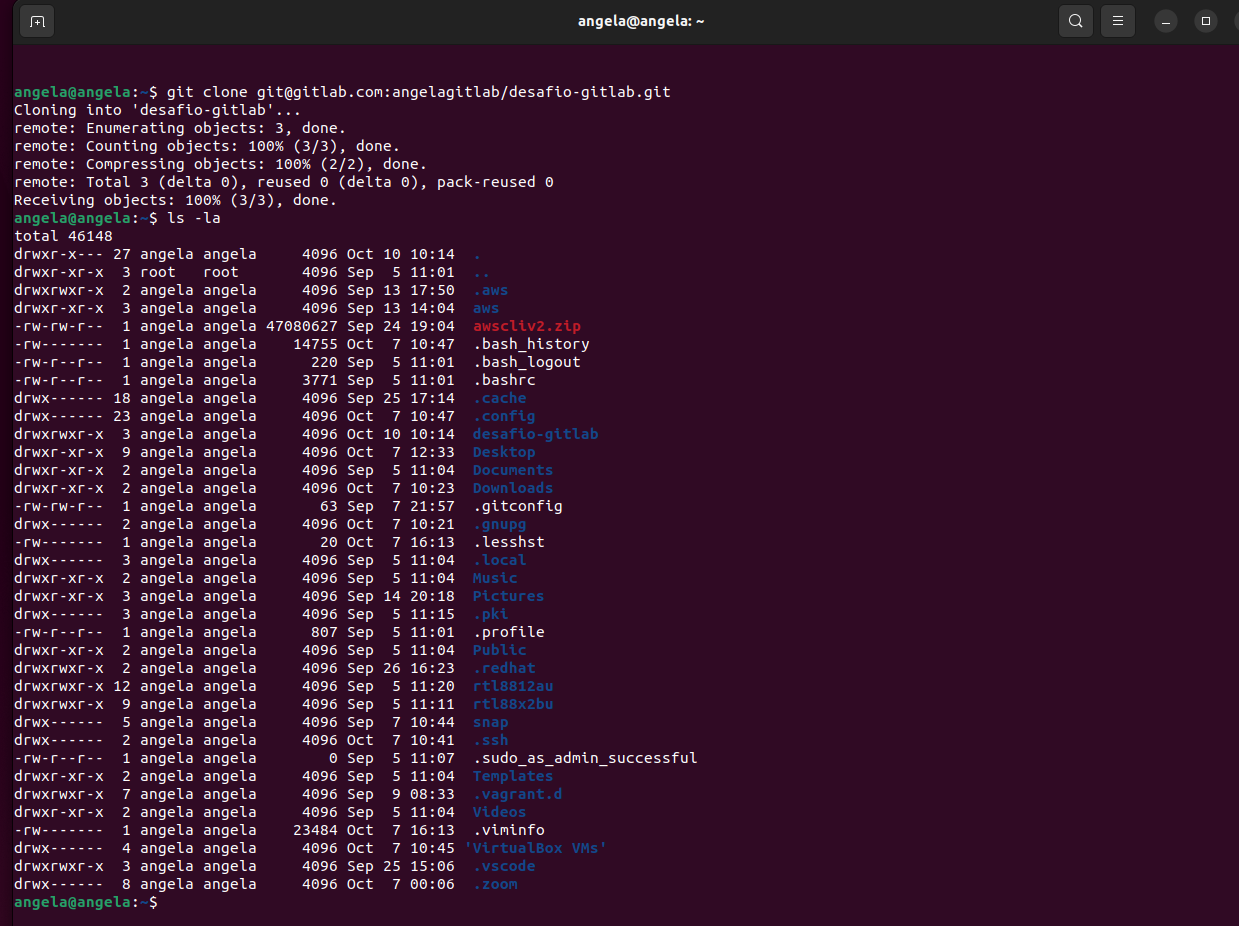 angela@angela: ~
angela@angela:~$ git clone git@gitlab.com:angelagitlab/desafio-gitlab.git
Cloning into 'desafio-gitlab'...
remote: Enumerating objects: 3, done.
remote: Counting objects: 100% (3/3), done.
remote: Compressing objects: 100% (2/2), done.
remote: Total 3 (delta 0), reused 0 (delta 0), pack-reused 0
Receiving objects: 100% (3/3), done.
angela@angela:~$ ls -la
total 46148
drwxr-x--- 27 angela angela     4096 Oct 10 10:14  .
drwxr-xr-x  3 root   root       4096 Sep  5 11:01  ..
drwxrwxr-x  2 angela angela     4096 Sep 13 17:50  .aws
drwxr-xr-x  3 angela angela     4096 Sep 13 14:04  aws
-rw-rw-r--  1 angela angela 47080627 Sep 24 19:04  awscliv2.zip
-rw-------  1 angela angela    14755 Oct  7 10:47  .bash_history
-rw-r--r--  1 angela angela      220 Sep  5 11:01  .bash_logout
-rw-r--r--  1 angela angela     3771 Sep  5 11:01  .bashrc
drwx------ 18 angela angela     4096 Sep 25 17:14  .cache
drwx------ 23 angela angela     4096 Oct  7 10:47  .config
drwxrwxr-x  3 angela angela     4096 Oct 10 10:14  desafio-gitlab
drwxr-xr-x  9 angela angela     4096 Oct  7 12:33  Desktop
drwxr-xr-x  2 angela angela     4096 Sep  5 11:04  Documents
drwxr-xr-x  2 angela angela     4096 Oct  7 10:23  Downloads
-rw-rw-r--  1 angela angela       63 Sep  7 21:57  .gitconfig
drwx------  2 angela angela     4096 Oct  7 10:21  .gnupg
-rw-------  1 angela angela       20 Oct  7 16:13  .lesshst
drwx------  3 angela angela     4096 Sep  5 11:04  .local
drwxr-xr-x  2 angela angela     4096 Sep  5 11:04  Music
drwxr-xr-x  3 angela angela     4096 Sep 14 20:18  Pictures
drwx------  3 angela angela     4096 Sep  5 11:15  .pki
-rw-r--r--  1 angela angela      807 Sep  5 11:01  .profile
drwxr-xr-x  2 angela angela     4096 Sep  5 11:04  Public
drwxrwxr-x  2 angela angela     4096 Sep 26 16:23  .redhat
drwxrwxr-x 12 angela angela     4096 Sep  5 11:20  rtl8812au
drwxrwxr-x  9 angela angela     4096 Sep  5 11:11  rtl88x2bu
drwx------  5 angela angela     4096 Sep  7 10:44  snap
drwx------  2 angela angela     4096 Oct  7 10:41  .ssh
-rw-r--r--  1 angela angela        0 Sep  5 11:07  .sudo_as_admin_successful
drwxr-xr-x  2 angela angela     4096 Sep  5 11:04  Templates
drwxrwxr-x  7 angela angela     4096 Sep  9 08:33  .vagrant.d
drwxr-xr-x  2 angela angela     4096 Sep  5 11:04  Videos
-rw-------  1 angela angela    23484 Oct  7 16:13  .viminfo
drwx------  4 angela angela     4096 Oct  7 10:45 'VirtualBox VMs'
drwxrwxr-x  3 angela angela     4096 Sep 25 15:06  .vscode
drwx------  8 angela angela     4096 Oct  7 00:06  .zoom
angela@angela:~$